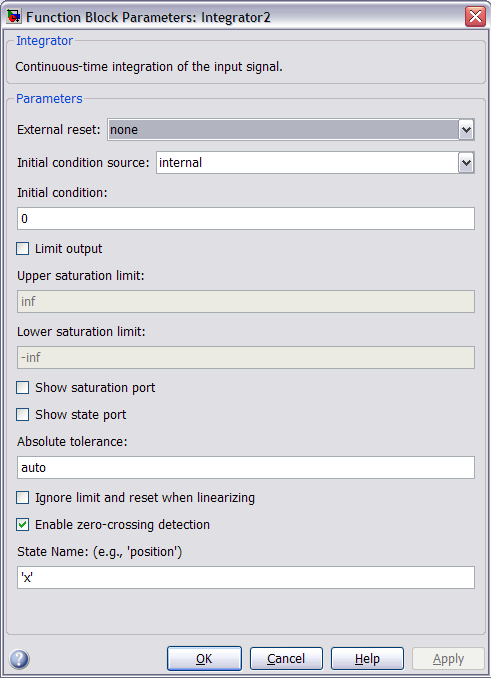 Function Block Parameters: Integrator2
Integrator
Continuous-time integration of the input signal.
Parameters
External reset: none
Initial condition source: internal
Initial condition:
0
Limit output
Upper saturation limit:
inf
Lower saturation limit:
-inf
Show saturation port
Show state port
Absolute tolerance:
auto
Ignore limit and reset when linearizing
Enable zero-crossing detection
State Name: (e.g., 'position')
'x'
OK Cancel Help Apply